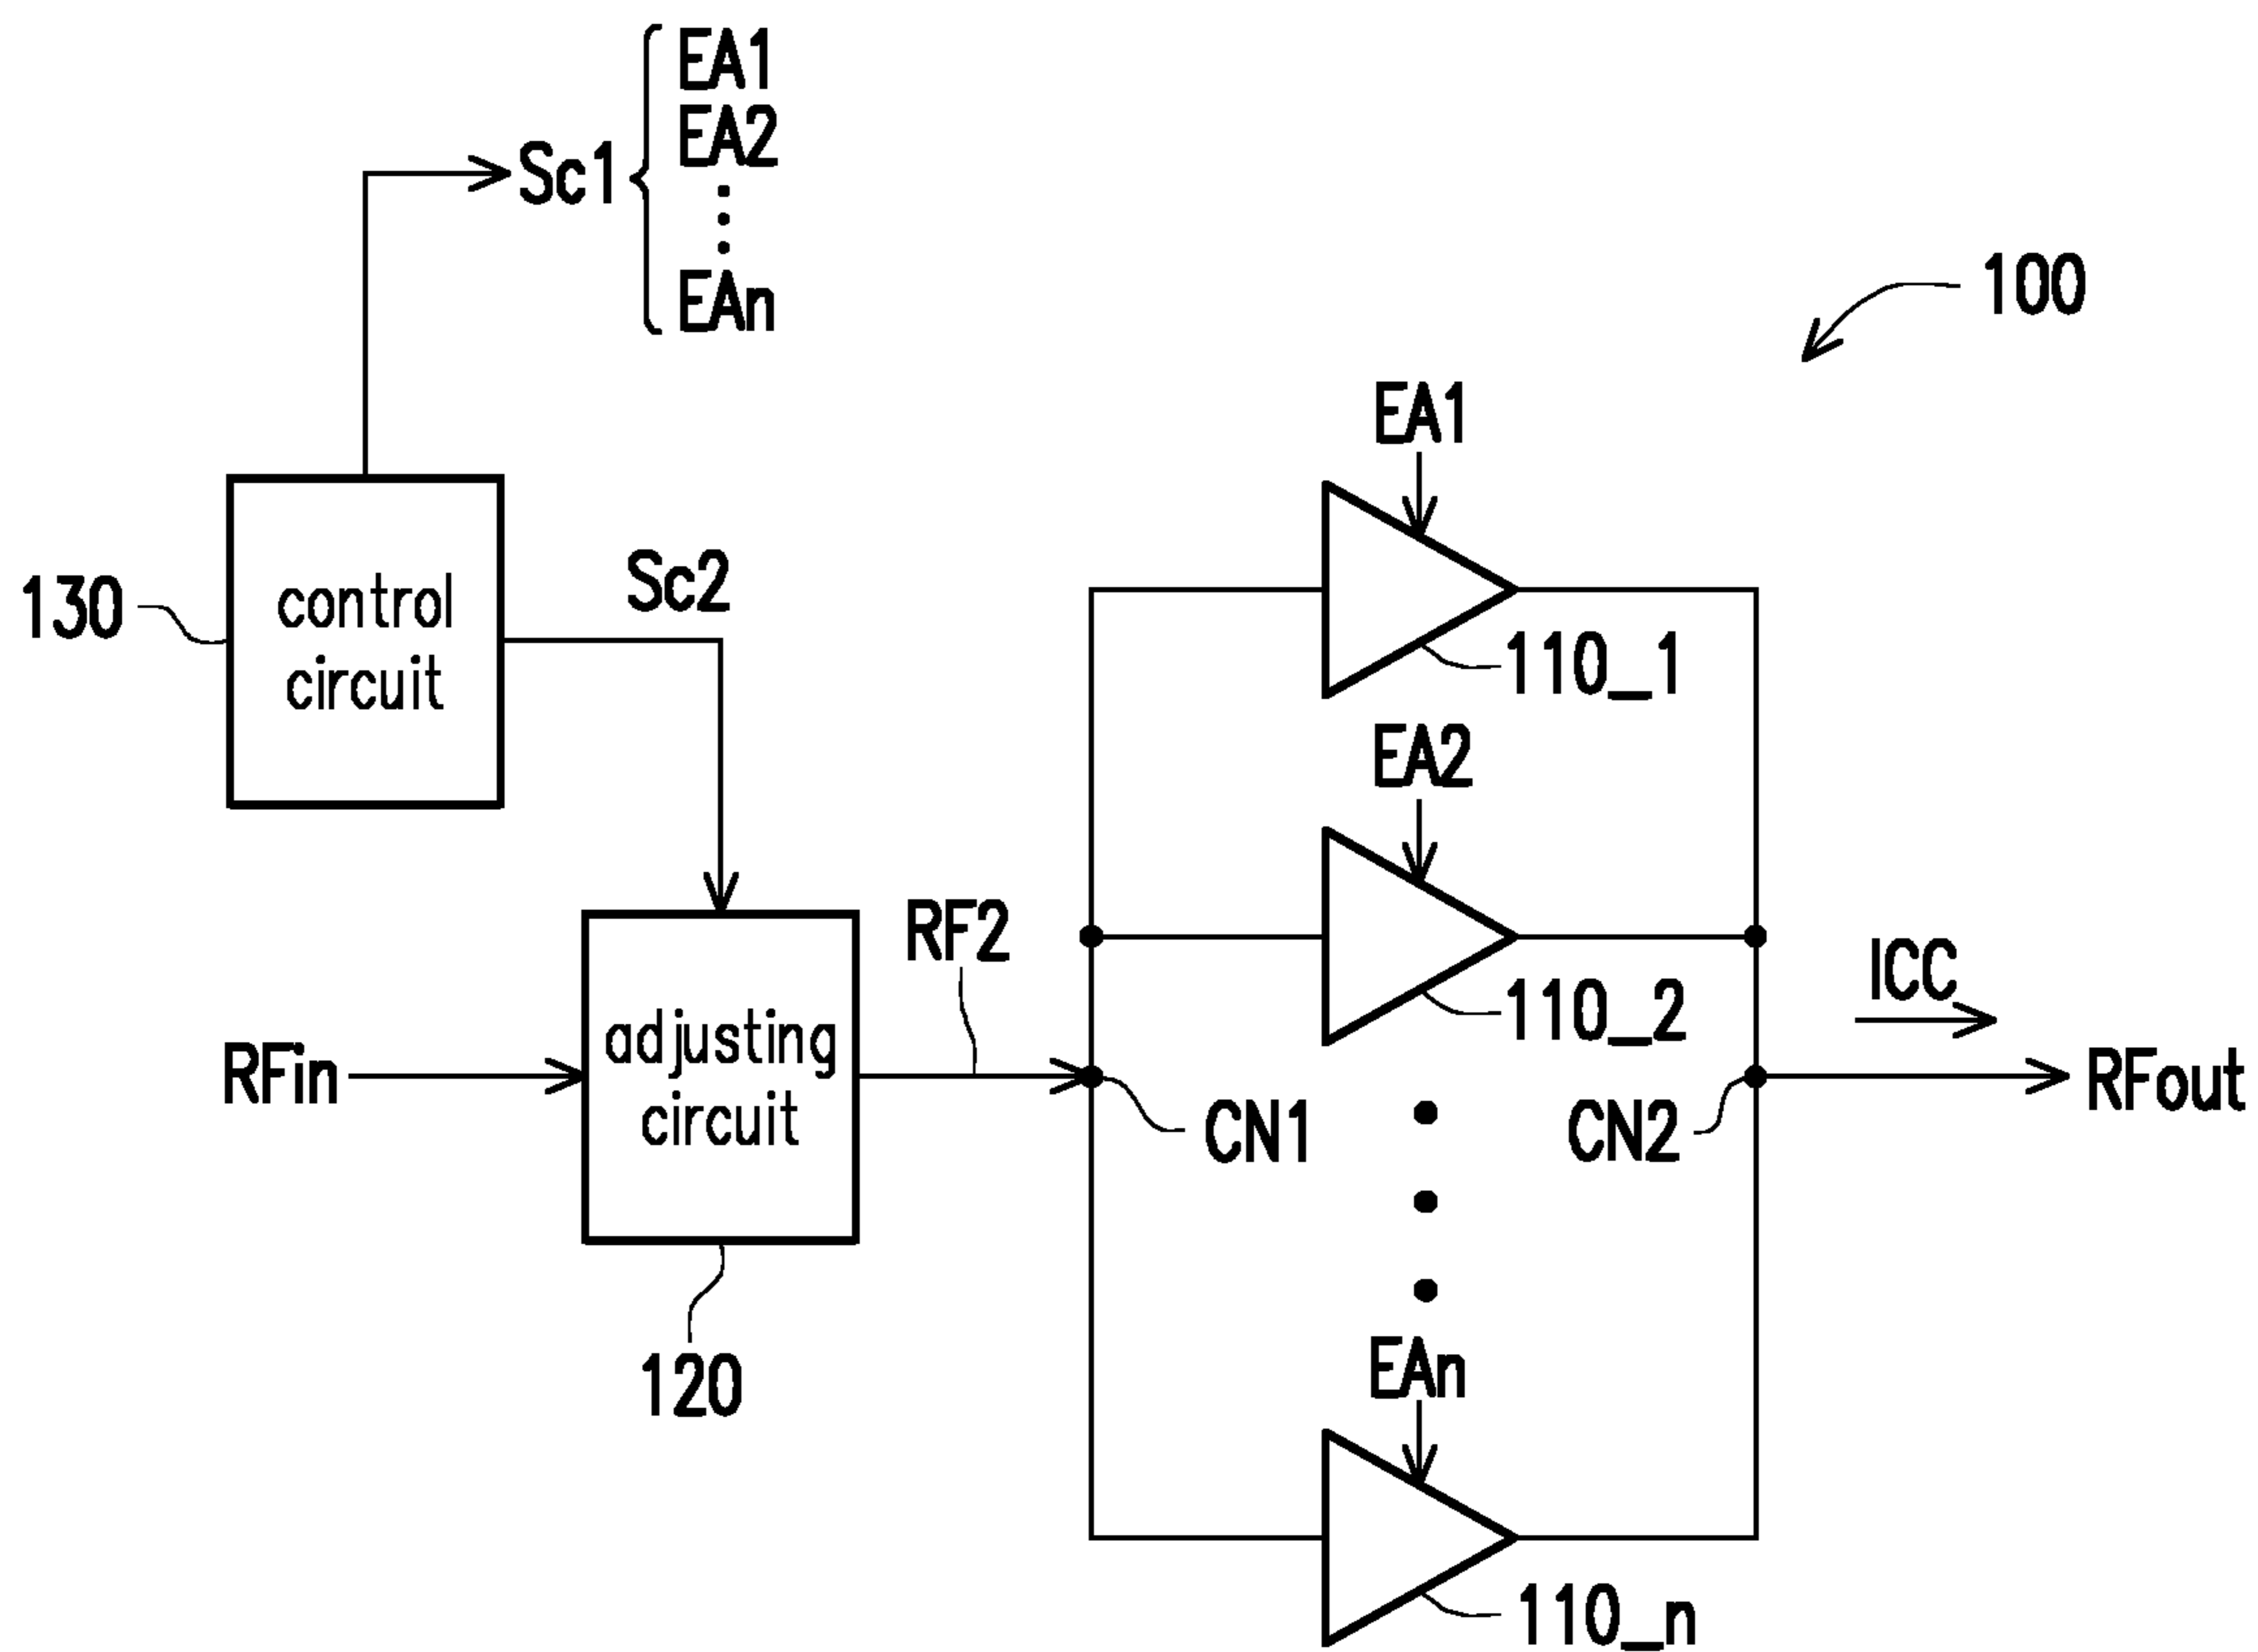 EA1
EA2
Sc1
EAn
100
EA1
control
circuit
130
Sc2
110_1
EA2
RF2
110_2
ICC
RFin
adjusting
circuit
CN1
CN2
RFout
EAn
120
110_n